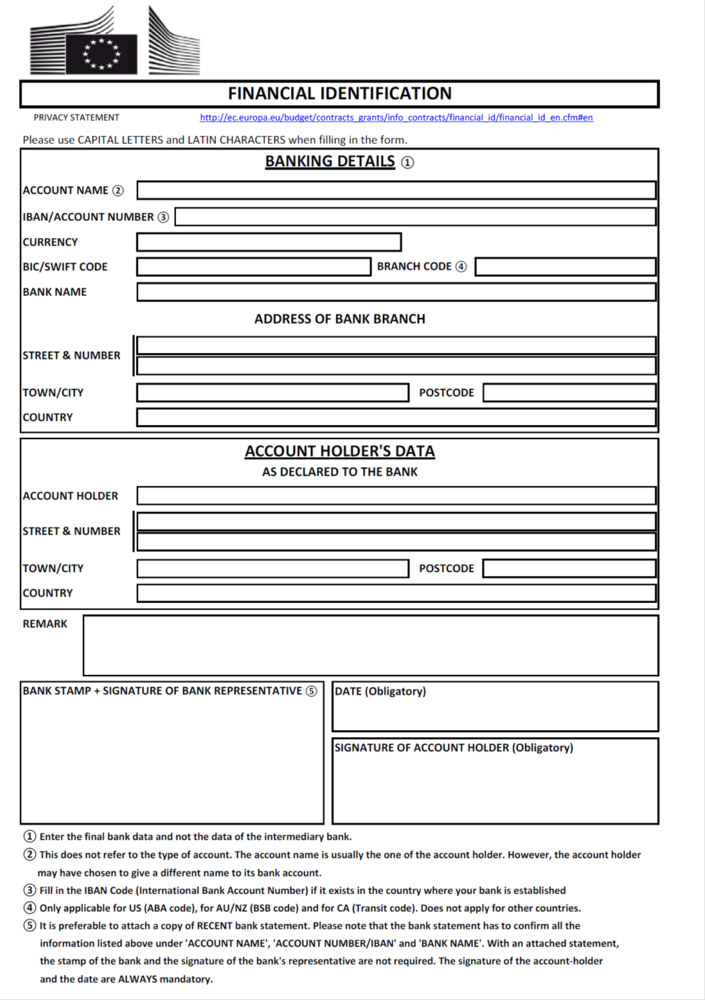 FINANCIAL IDENTIFICATION
PRIVACY STATEMENT http://ec.europa.eu/budget/contracts_grants/info_contracts/financial_id/financial_id_en.cfm#en
Please use CAPITAL LETTERS and LATIN CHARACTERS when filling in the form.
BANKING DETAILS ①
ACCOUNT NAME ②
IBAN/ACCOUNT NUMBER ③
CURRENCY
BIC/SWIFT CODE BRANCH CODE ④
BANK NAME
ADDRESS OF BANK BRANCH
STREET & NUMBER
TOWN/CITY POSTCODE
COUNTRY
ACCOUNT HOLDER'S DATA
AS DECLARED TO THE BANK
ACCOUNT HOLDER
STREET & NUMBER
TOWN/CITY POSTCODE
COUNTRY
REMARK
BANK STAMP + SIGNATURE OF BANK REPRESENTATIVE ⑤
DATE (Obligatory)
SIGNATURE OF ACCOUNT HOLDER (Obligatory)
① Enter the final bank data and not the data of the intermediary bank.
② This does not refer to the type of account. The account name is usually the one of the account holder. However, the account holder
may have chosen to give a different name to its bank account.
③ Fill in the IBAN Code (International Bank Account Number) if it exists in the country where your bank is established
④ Only applicable for US (ABA code), for AU/NZ (BSB code) and for CA (Transit code). Does not apply for other countries.
⑤ It is preferable to attach a copy of RECENT bank statement. Please note that the bank statement has to confirm all the
information listed above under 'ACCOUNT NAME', 'ACCOUNT NUMBER/IBAN' and 'BANK NAME'. With an attached statement,
the stamp of the bank and the signature of the bank's representative are not required. The signature of the account-holder
and the date are ALWAYS mandatory.